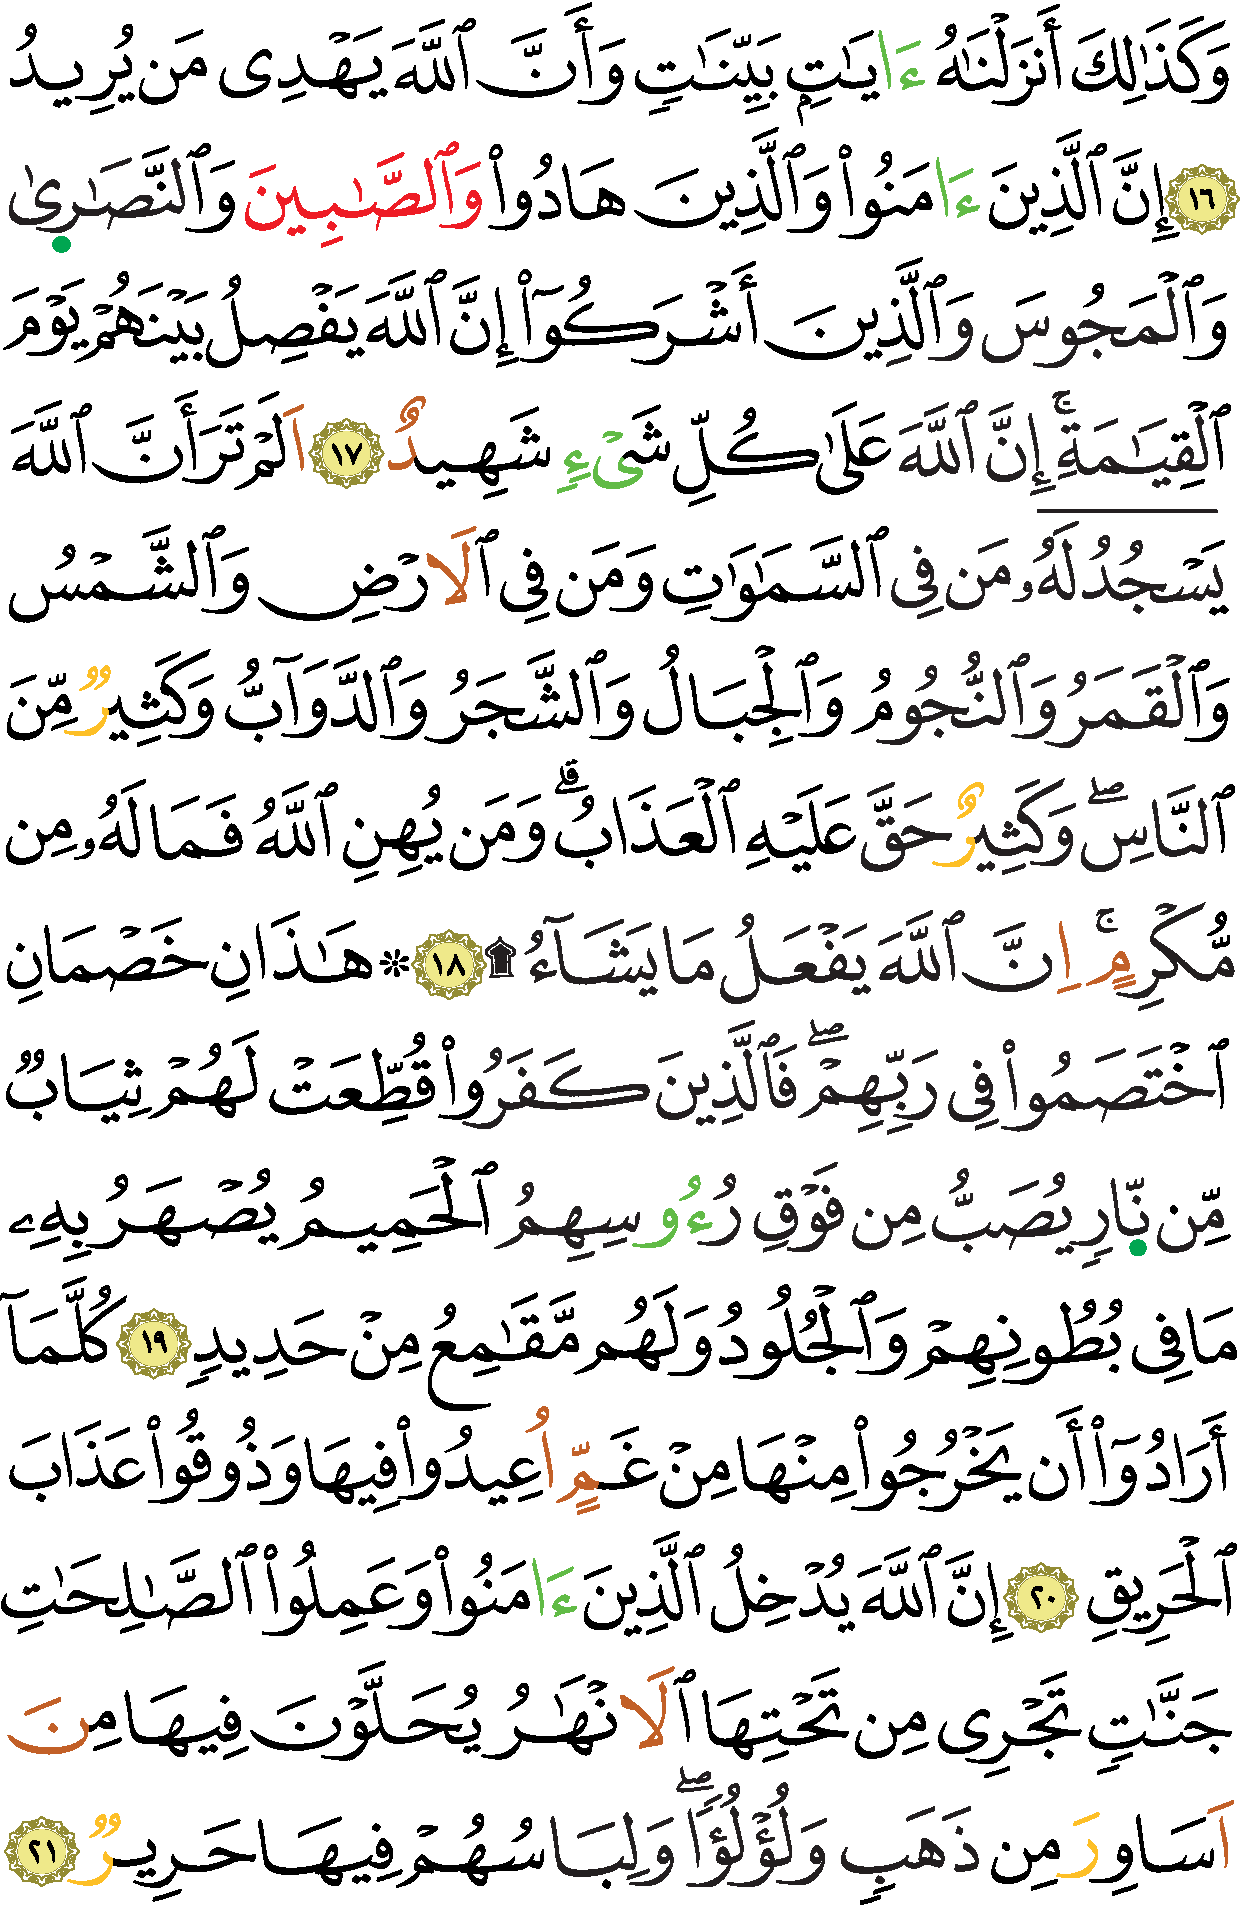 وَكَذَٰلِكَ أَنزَلْنَٰهُ ءَايَٰتِۢ بَيِّنَٰتٖ وَأَنَّ ٱللَّهَ يَهْدِى مَن يُرِيدُ
١٦ إِنَّ ٱلَّذِينَ ءَامَنُواْ وَٱلَّذِينَ هَادُواْ وَٱلصَّٰبِينَ وَٱلنَّصَٰرِىٰ
وَٱلْمَجُوسَ وَٱلَّذِينَ أَشْرَكُوٓاْ إِنَّ ٱللَّهَ يَفْصِلُ بَيْنَهُمْ يَوْمَ
ٱلْقِيَٰمَةِۚ إِنَّ ٱللَّهَ عَلَىٰ كُلِّ شَىْءٖ شَهِيدٌ ١٧ اَلَمْ تَرَ أَنَّ ٱللَّهَ
يَسْجُدُ لَهُۥ مَن فِى ٱلسَّمَٰوَٰتِ وَمَن فِى ٱلَارْضِ وَٱلشَّمْسُ
وَٱلْقَمَرُ وَٱلنُّجُومُ وَٱلْجِبَالُ وَٱلشَّجَرُ وَٱلدَّوَآبُّ وَكَثِيرٞ مِّنَ
ٱلنَّاسِۖ وَكَثِيرٌ حَقَّ عَلَيْهِ ٱلْعَذَابُۗ وَمَن يُهِنِ ٱللَّهُ فَمَا لَهُۥ مِن
مُّكْرِمٍۚ اِنَّ ٱللَّهَ يَفْعَلُ مَا يَشَآءُ ۩ ١٨ ۞ هَٰذَانِ خَصْمَانِ
ٱخْتَصَمُواْ فِى رَبِّهِمْۖ فَٱلَّذِينَ كَفَرُواْ قُطِّعَتْ لَهُمْ ثِيَابٞ
مِّن نّ۪ارٖ يُصَبُّ مِن فَوْقِ رُءُوسِهِمُ ٱلْحَمِيمُ يُصْهَرُ بِهِۦ
مَا فِى بُطُونِهِمْ وَٱلْجُلُودُ وَلَهُم مَّقَٰمِعُ مِنْ حَدِيدٖ ١٩ كُلَّمَآ
أَرَادُوٓاْ أَن يَخْرُجُواْ مِنْهَا مِنْ غَمٍّ اُعِيدُواْ فِيهَا وَذُوقُواْ عَذَابَ
ٱلْحَرِيقِ ٢٠ إِنَّ ٱللَّهَ يُدْخِلُ ٱلَّذِينَ ءَامَنُواْ وَعَمِلُواْ ٱلصَّٰلِحَٰتِ
جَنَّٰتٖ تَجْرِى مِن تَحْتِهَا ٱلَانْهَٰرُ يُحَلَّوْنَ فِيهَا مِنَ
اَسَاوِرَ مِن ذَهَبٖ وَلُؤْلُؤٗاۖ وَلِبَاسُهُمْ فِيهَا حَرِيرٞ ٢١